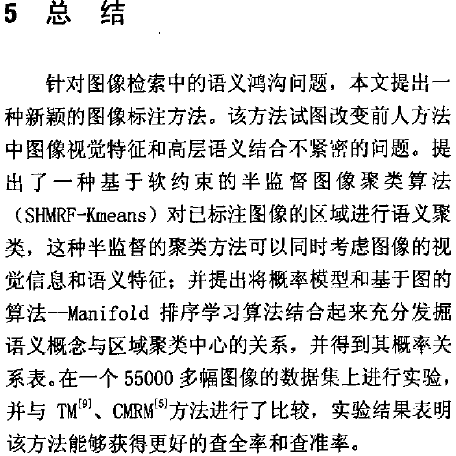 5 总 结
针对图像检索中的语义鸿沟问题，本文提出一
种新颖的图像标注方法。该方法试图改变前人方法
中图像视觉特征和高层语义结合不紧密的问题。提
出了一种基于软约束的半监督图像聚类算法
（SHMRF-Kmeans）对已标注图像的区域进行语义聚
类，这种半监督的聚类方法可以同时考虑图像的视
觉信息和语义特征；并提出将概率模型和基于图的
算法—Manifold 排序学习算法结合起来充分发掘
语义概念与区域聚类中心的关系，并得到其概率关
系表。在一个 55000 多幅图像的数据集上进行实验，
并与 TM[9]、CMRM[5]方法进行了比较，实验结果表明
该方法能够获得更好的查全率和查准率。